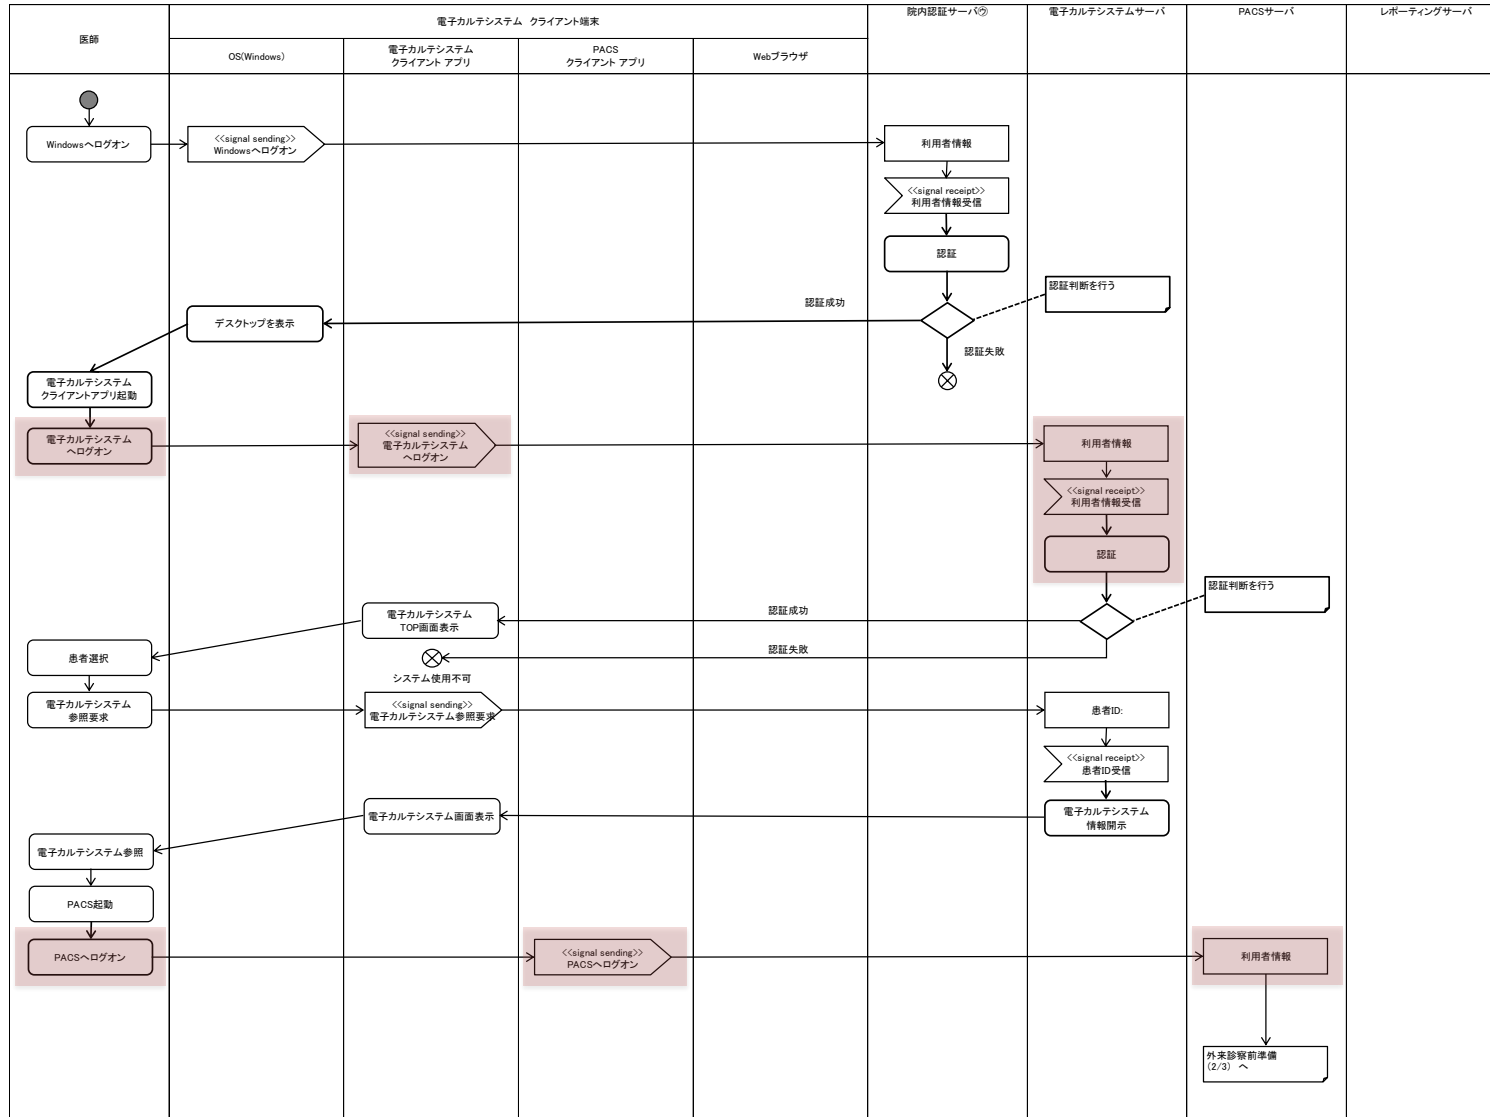 医師
電子カルテシステム クライアント端末
院内認証サーバ㋒
電子カルテシステムサーバ
PACSサーバ
レポーティングサーバ
OS(Windows)
電子カルテシステム
クライアント アプリ
PACS
クライアント アプリ
Webブラウザ
Windowsへログオン
<<signal sending>>
Windowsへログオン
利用者情報
<<signal receipt>>
利用者情報受信
認証
認証判断を行う
認証成功
デスクトップを表示
認証失敗
電子カルテシステム
クライアントアプリ起動
電子カルテシステム
へログオン
<<signal sending>>
電子カルテシステム
へログオン
利用者情報
<<signal receipt>>
利用者情報受信
認証
認証判断を行う
認証成功
電子カルテシステム
TOP画面表示
認証失敗
患者選択
システム使用不可
電子カルテシステム
参照要求
<<signal sending>>
電子カルテシステム参照要求
患者ID:
<<signal receipt>>
患者ID受信
電子カルテシステム
情報開示
電子カルテシステム画面表示
電子カルテシステム参照
PACS起動
PACSへログオン
<<signal sending>>
PACSへログオン
利用者情報
外来診察前準備
(2/3) へ